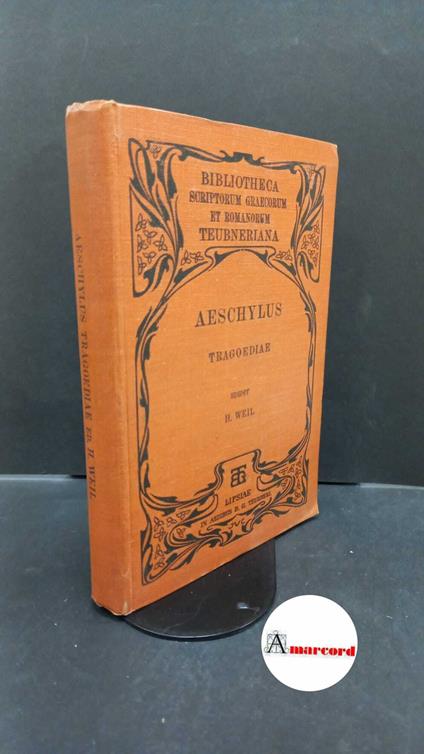 AESCHYLUS TRAGOEDIAE ED. H. WEIL
BIBLIOTHECA
SCRIPTORUM GRAECORUM
ET ROMANORUM
TEUBNERIANA
AESCHYLUS
TRAGOEDIAE
EDIDIT
H. WEIL
BGT
LIPSIAE
IN AEDIBUS B. G. TEUBNERI
Amarcord